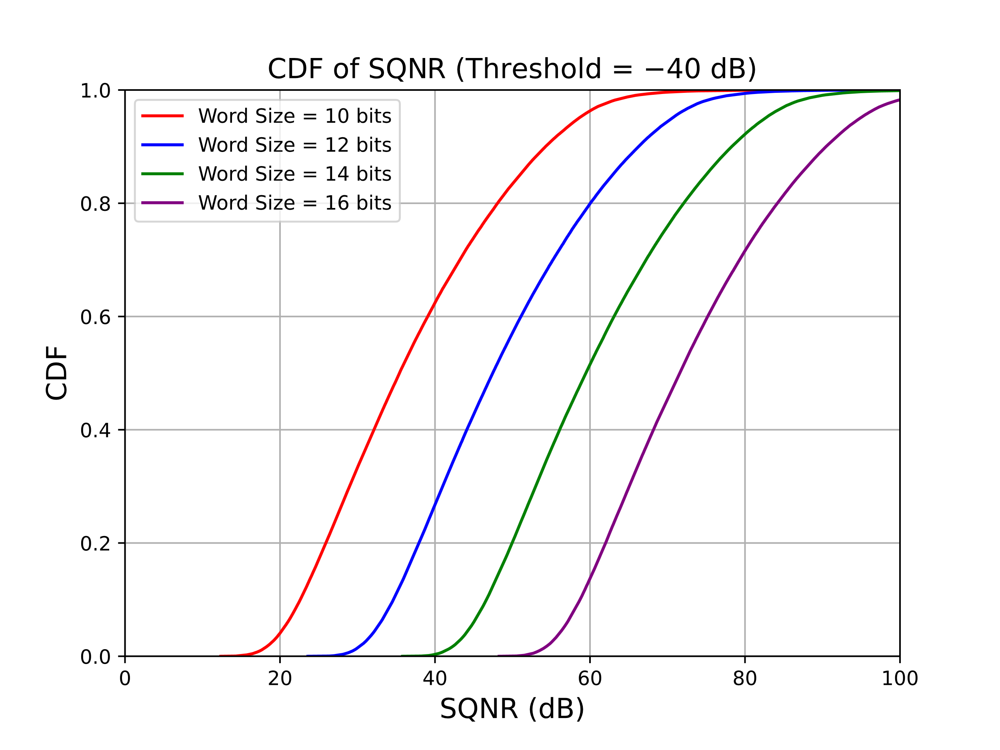 CDF of SQNR (Threshold = −40 dB)
1.0
Word Size = 10 bits
Word Size = 12 bits
Word Size = 14 bits
Word Size = 16 bits
0.8
0.6
CDF
0.4
0.2
0.0
0 20 40 60 80 100
SQNR (dB)